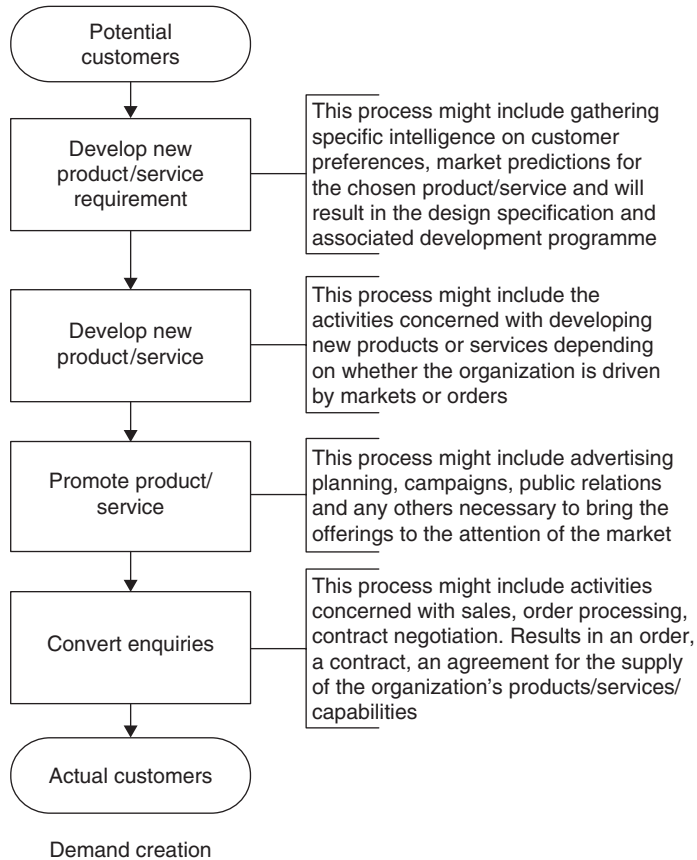 Potential
customers
Develop new
product/service
requirement
This process might include gathering
specific intelligence on customer
preferences, market predictions for
the chosen product/service and will
result in the design specification and
associated development programme
Develop new
product/service
This process might include the
activities concerned with developing
new products or services depending
on whether the organization is driven
by markets or orders
Promote product/
service
This process might include advertising
planning, campaigns, public relations
and any others necessary to bring the
offerings to the attention of the market
Convert enquiries
This process might include activities
concerned with sales, order processing,
contract negotiation. Results in an order,
a contract, an agreement for the supply
of the organization's products/services/
capabilities
Actual customers
Demand creation